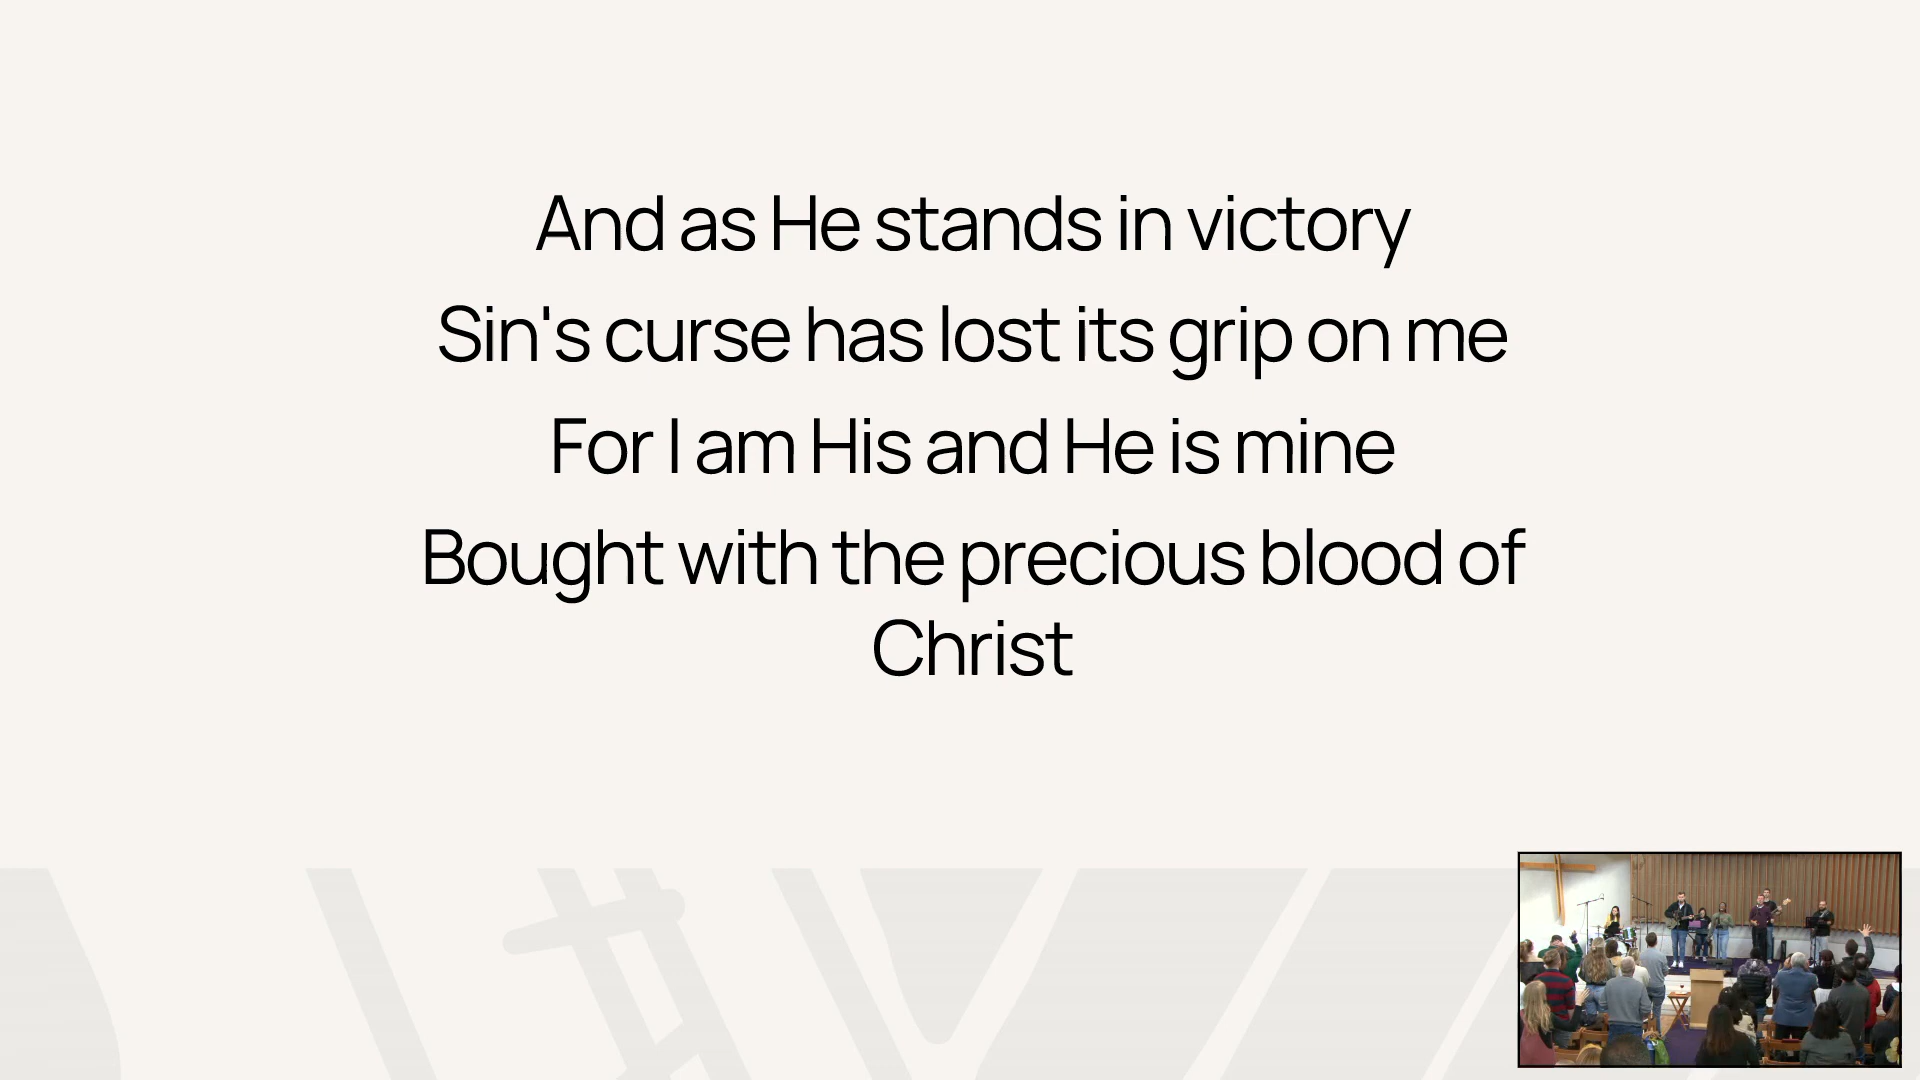 And as He stands in victory
Sin's curse has lost its grip on me
For I am His and He is mine
Bought with the precious blood of
Christ